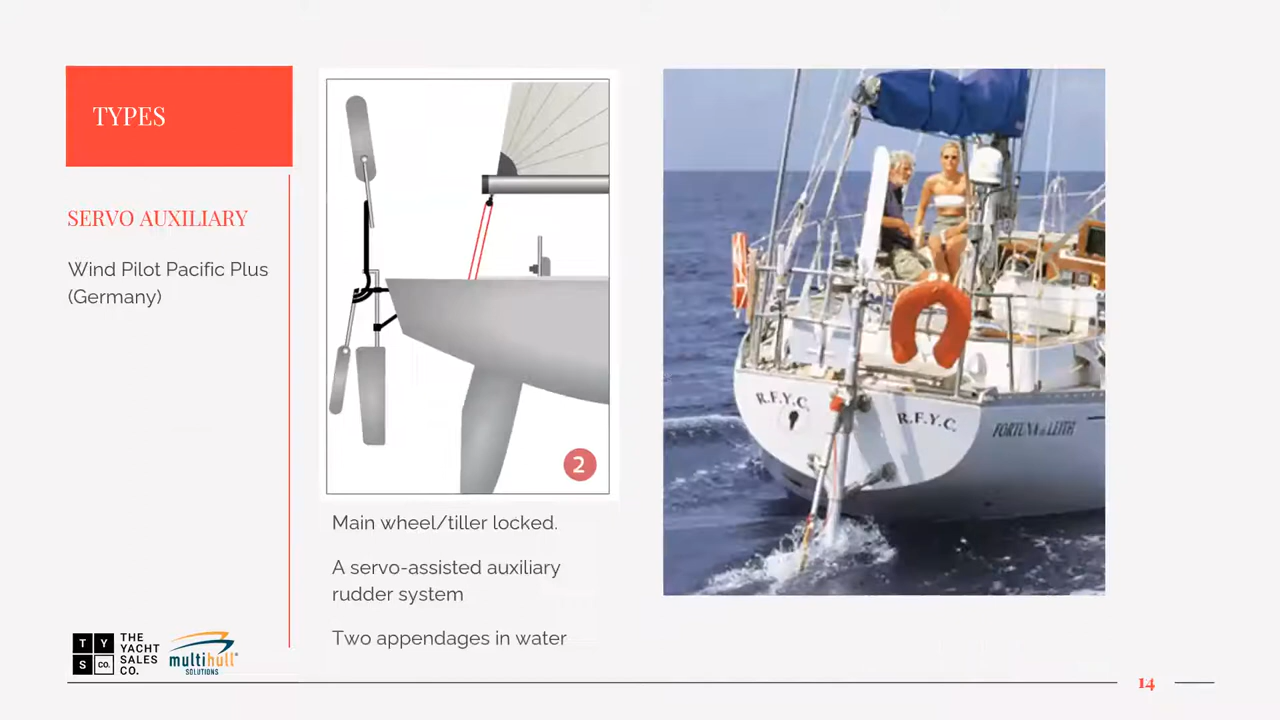 TYPES
SERVO AUXILIARY
Wind Pilot Pacific Plus
(Germany)
2
Main wheel/tiller locked.
A servo-assisted auxiliary
rudder system
Two appendages in water
R.F.Y.C.
R.F.Y.C.
FORTUNA of LEITH
T Y
S CO.
THE
YACHT
SALES
CO.
multihull
SOLUTIONS
14